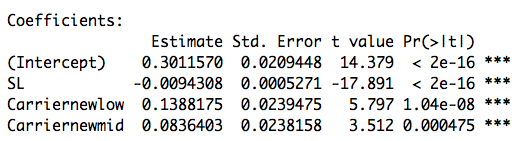 Coefficients:
Estimate Std. Error t value Pr(>|t|)
(Intercept) 0.3011570 0.0209448 14.379 < 2e-16 ***
SL -0.0094308 0.0005271 -17.891 < 2e-16 ***
Carriernewlow 0.1388175 0.0239475 5.797 1.04e-08 ***
Carriernewmid 0.0836403 0.0238158 3.512 0.000475 ***